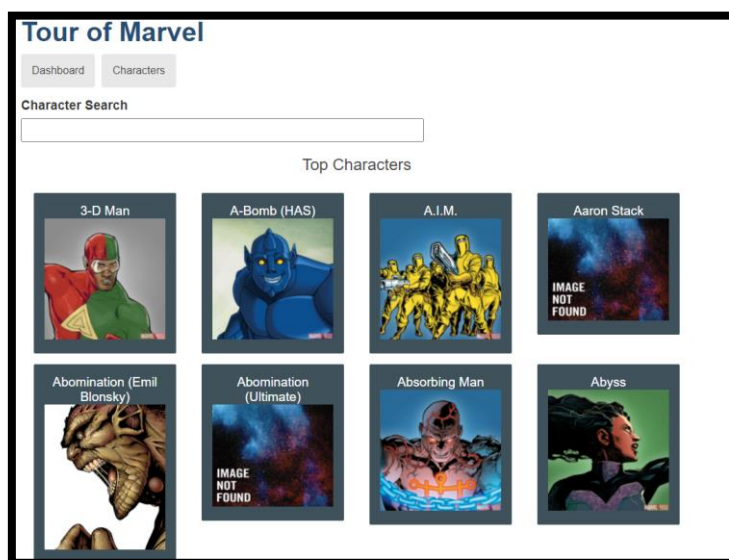 Tour of Marvel
Dashboard
Characters
Character Search
Top Characters
3-D Man
A-Bomb (HAS)
A.I.M.
Aaron Stack
IMAGE
NOT
FOUND
Abomination (Emil
Blonsky)
Abomination
(Ultimate)
IMAGE
NOT
FOUND
Absorbing Man
Abyss